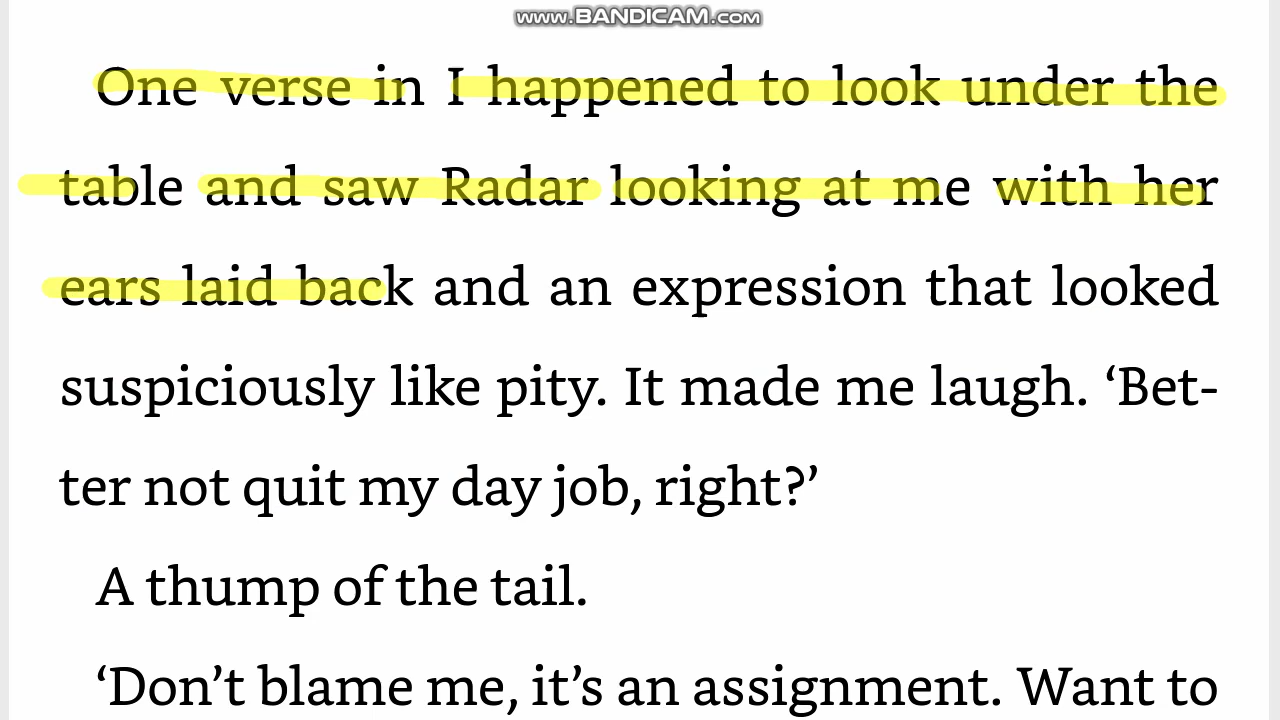 www.BANDICAM.com
One verse in I happened to look under the
table and saw Radar looking at me with her
ears laid back and an expression that looked
suspiciously like pity. It made me laugh. ‘Bet-
ter not quit my day job, right?’
A thump of the tail.
‘Don’t blame me, it’s an assignment. Want to